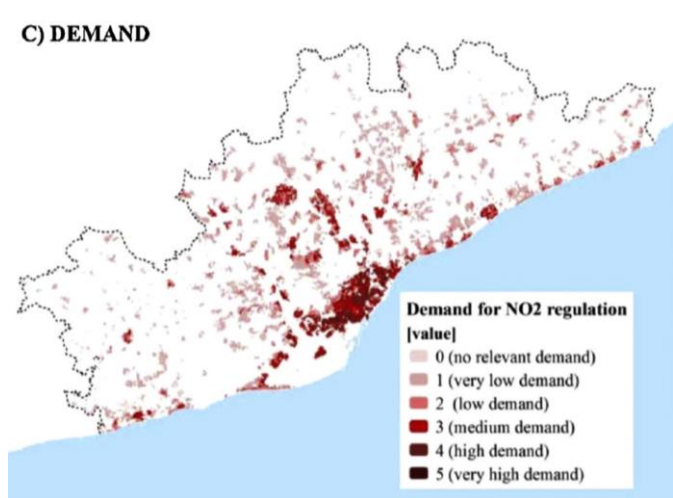 C) DEMAND
Demand for NO2 regulation
[value]
0 (no relevant demand)
1 (very low demand)
2 (low demand)
3 (medium demand)
4 (high demand)
5 (very high demand)